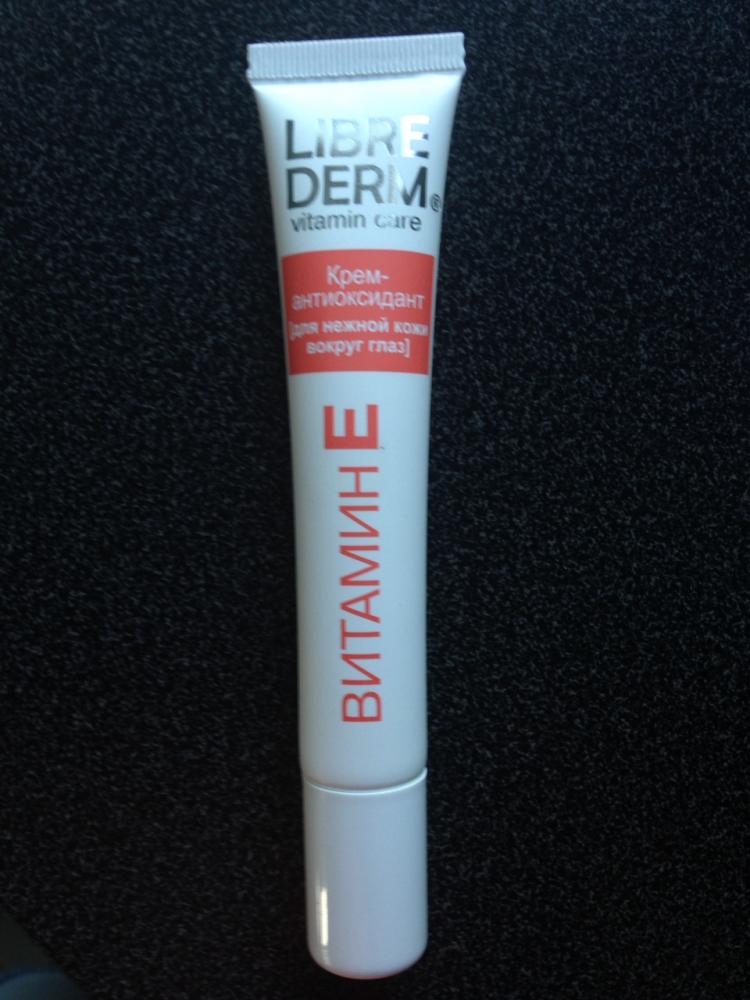 LIBRE
DERM®
vitamin care
Крем-
антиоксидант
[для нежной кожи
вокруг глаз]
ВИТАМИН Е